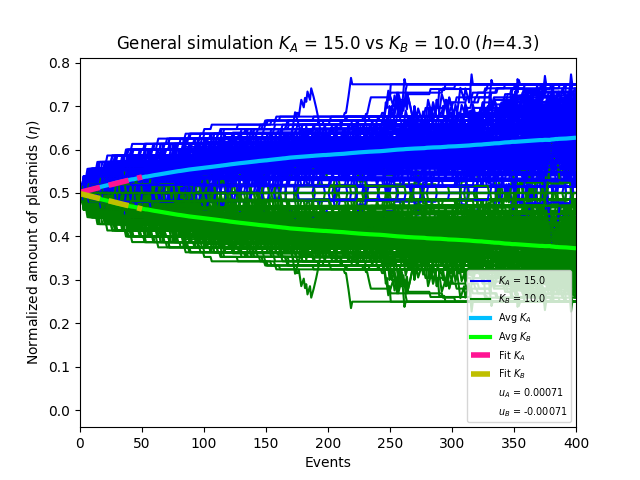 General simulation K_A = 15.0 vs K_B = 10.0 (h=4.3)
Normalized amount of plasmids (η)
0.8
0.7
0.6
0.5
0.4
0.3
0.2
0.1
0.0
K_A = 15.0
K_B = 10.0
Avg K_A
Avg K_B
Fit K_A
Fit K_B
u_A = 0.00071
u_B = -0.00071
0 50 100 150 200 250 300 350 400
Events